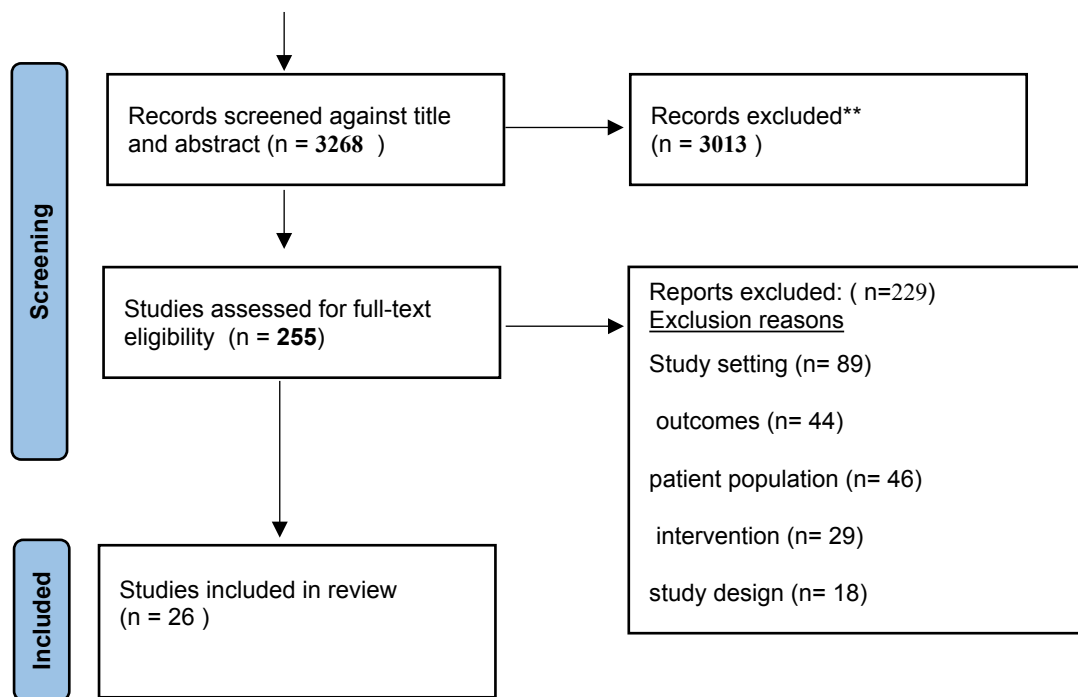 Screening
Records screened against title
and abstract (n = 3268 )
Records excluded**
(n = 3013 )
Studies assessed for full-text
eligibility (n = 255)
Reports excluded: ( n=229)
Exclusion reasons
Study setting (n= 89)
outcomes (n= 44)
patient population (n= 46)
intervention (n= 29)
study design (n= 18)
Included
Studies included in review
(n = 26 )